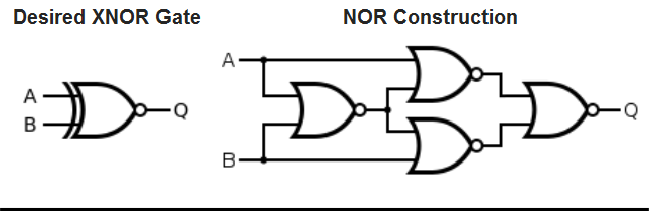 Desired XNOR Gate
NOR Construction
A
B
Q
A
B
Q